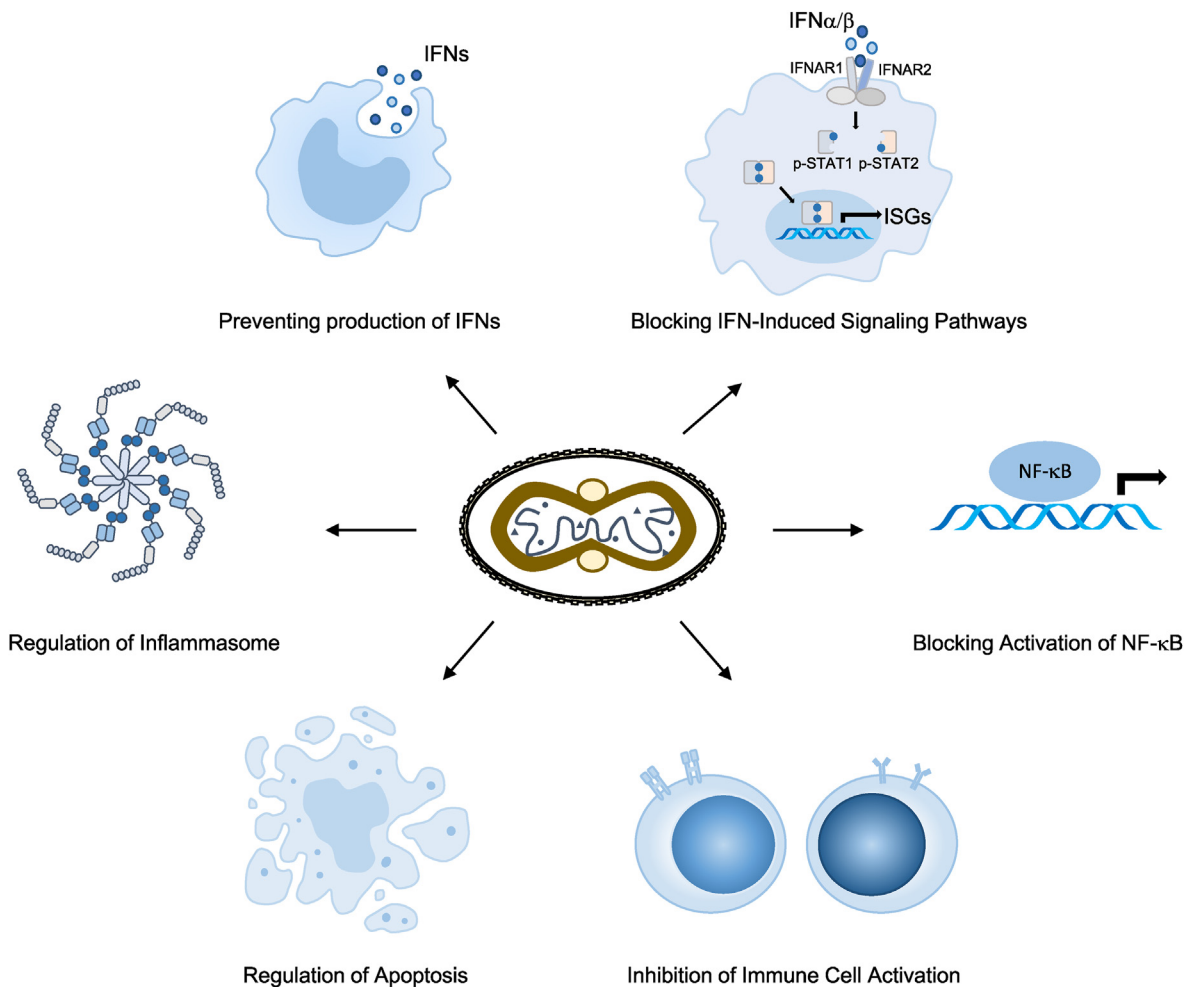 IFNs
IFNα/β
IFNAR1
IFNAR2
p-STAT1
p-STAT2
ISGs
Preventing production of IFNs
Blocking IFN-Induced Signaling Pathways
NF-κB
Regulation of Inflammasome
Blocking Activation of NF-κB
Regulation of Apoptosis
Inhibition of Immune Cell Activation